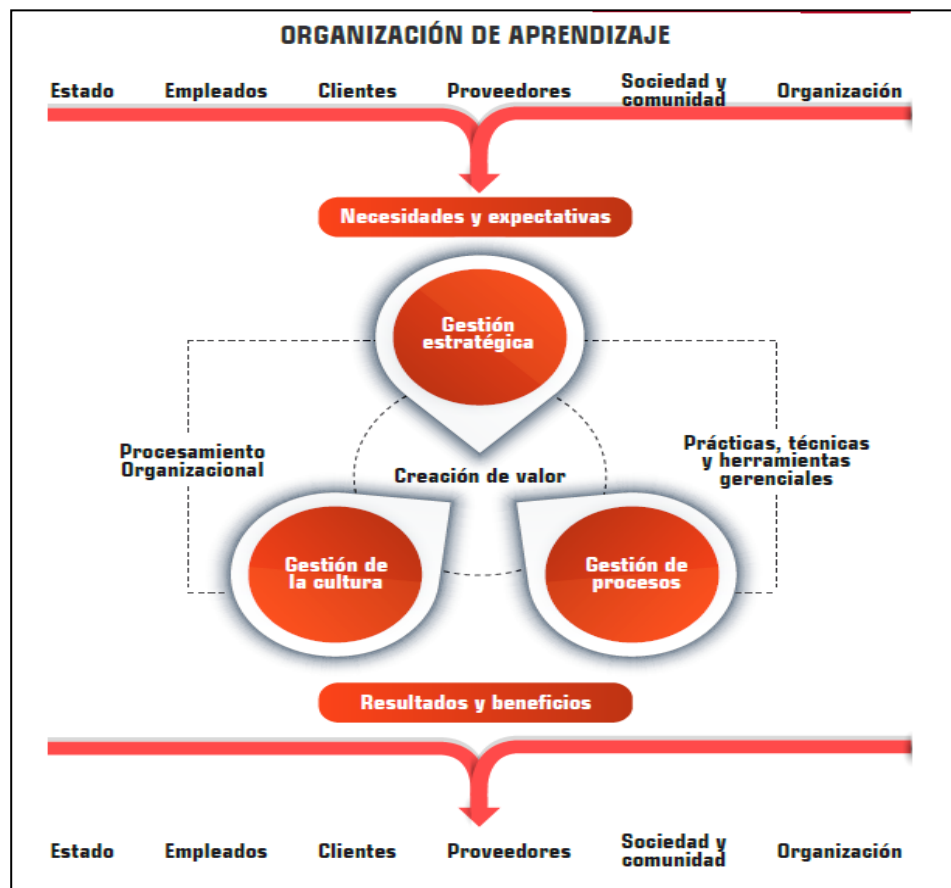 ORGANIZACIÓN DE APRENDIZAJE
Estado Empleados Clientes Proveedores Sociedad y comunidad Organización
Necesidades y expectativas
Gestión
estratégica
Procesamiento
Organizacional
Prácticas, técnicas
y herramientas
gerenciales
Creación de valor
Gestión de
la cultura
Gestión de
procesos
Resultados y beneficios
Estado Empleados Clientes Proveedores Sociedad y comunidad Organización